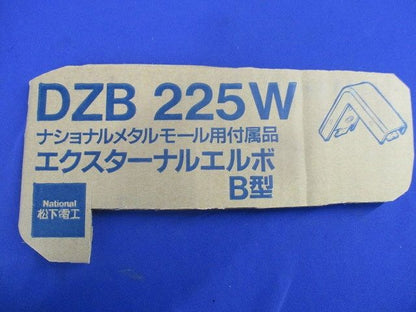 DZB 225W
ナショナルメタルモール用付属品
エクスターナルエルボ
B型
National
松下電工